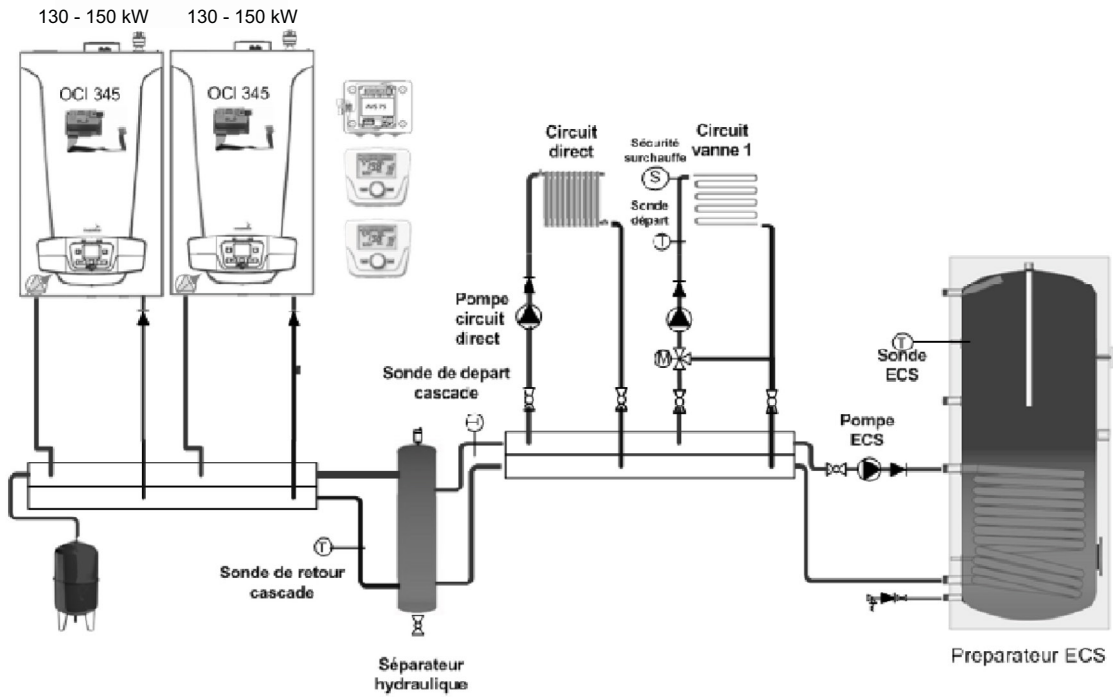 130 - 150 kW
130 - 150 kW
OCI 345
OCI 345
AVS 75
Circuit
direct
Sécurité
surchauffe
Circuit
vanne 1
S
Sonde
départ
T
Pompe
circuit
direct
M
Sonde de depart
cascade
T
T
Sonde
ECS
Pompe
ECS
T
Sonde de retour
cascade
Séparateur
hydraulique
Preparateur ECS